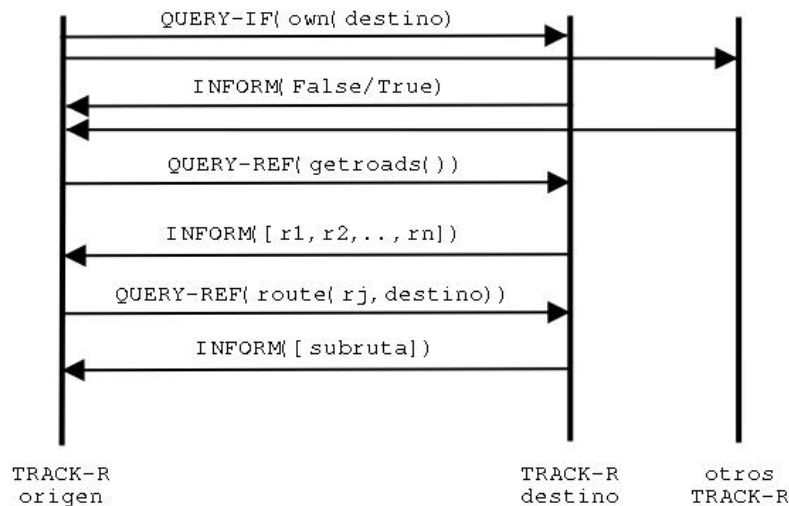 QUERY-IF(own(destino)
INFORM(False/True)
QUERY-REF(getroads())
INFORM([r1,r2,..,rn])
QUERY-REF(route(rj,destino))
INFORM([subruta])
TRACK-R
origen
TRACK-R
destino
otros
TRACK-R